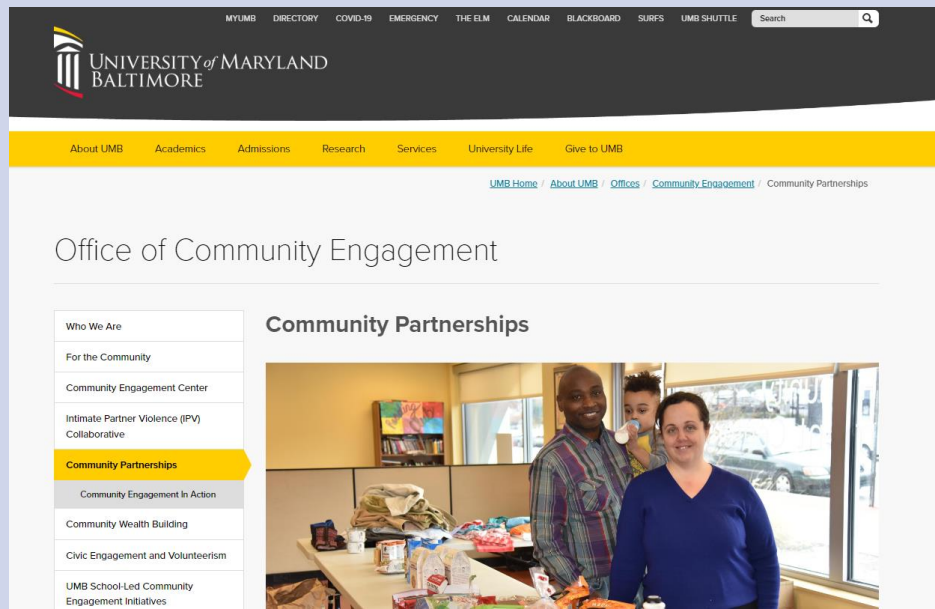 MYUMB DIRECTORY COVID-19 EMERGENCY THE ELM CALENDAR BLACKBOARD SURFS UMB SHUTTLE Search
UNIVERSITY of MARYLAND
BALTIMORE
About UMB Academics Admissions Research Services University Life Give to UMB
UMB Home / About UMB / Offices / Community Engagement / Community Partnerships
Office of Community Engagement
Who We Are
For the Community
Community Engagement Center
Intimate Partner Violence (IPV)
Collaborative
Community Partnerships
Community Engagement In Action
Community Wealth Building
Civic Engagement and Volunteerism
UMB School-Led Community
Engagement Initiatives
Community Partnerships